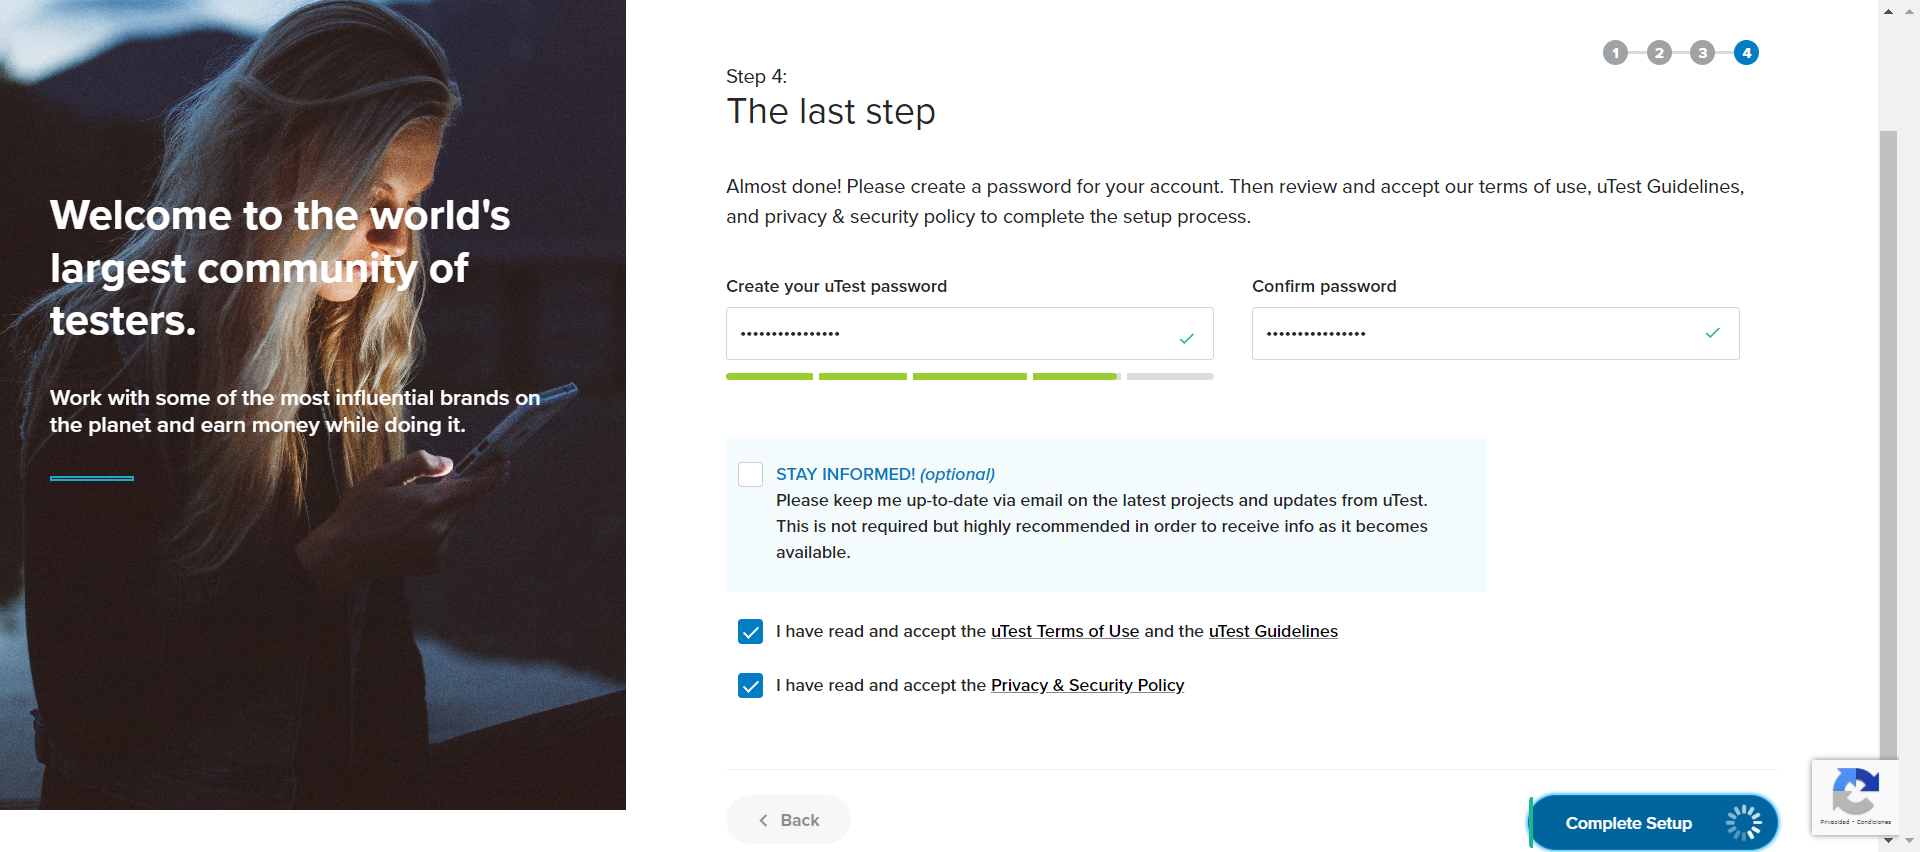 Welcome to the world's
largest community of
testers.
Work with some of the most influential brands on
the planet and earn money while doing it.
1 2 3 4
Step 4:
The last step
Almost done! Please create a password for your account. Then review and accept our terms of use, uTest Guidelines,
and privacy & security policy to complete the setup process.
Create your uTest password
Confirm password
••••••••••••••••
••••••••••••••••
STAY INFORMED! (optional)
Please keep me up-to-date via email on the latest projects and updates from uTest.
This is not required but highly recommended in order to receive info as it becomes
available.
I have read and accept the uTest Terms of Use and the uTest Guidelines
I have read and accept the Privacy & Security Policy
Back
Complete Setup
Privacidad - Condiciones